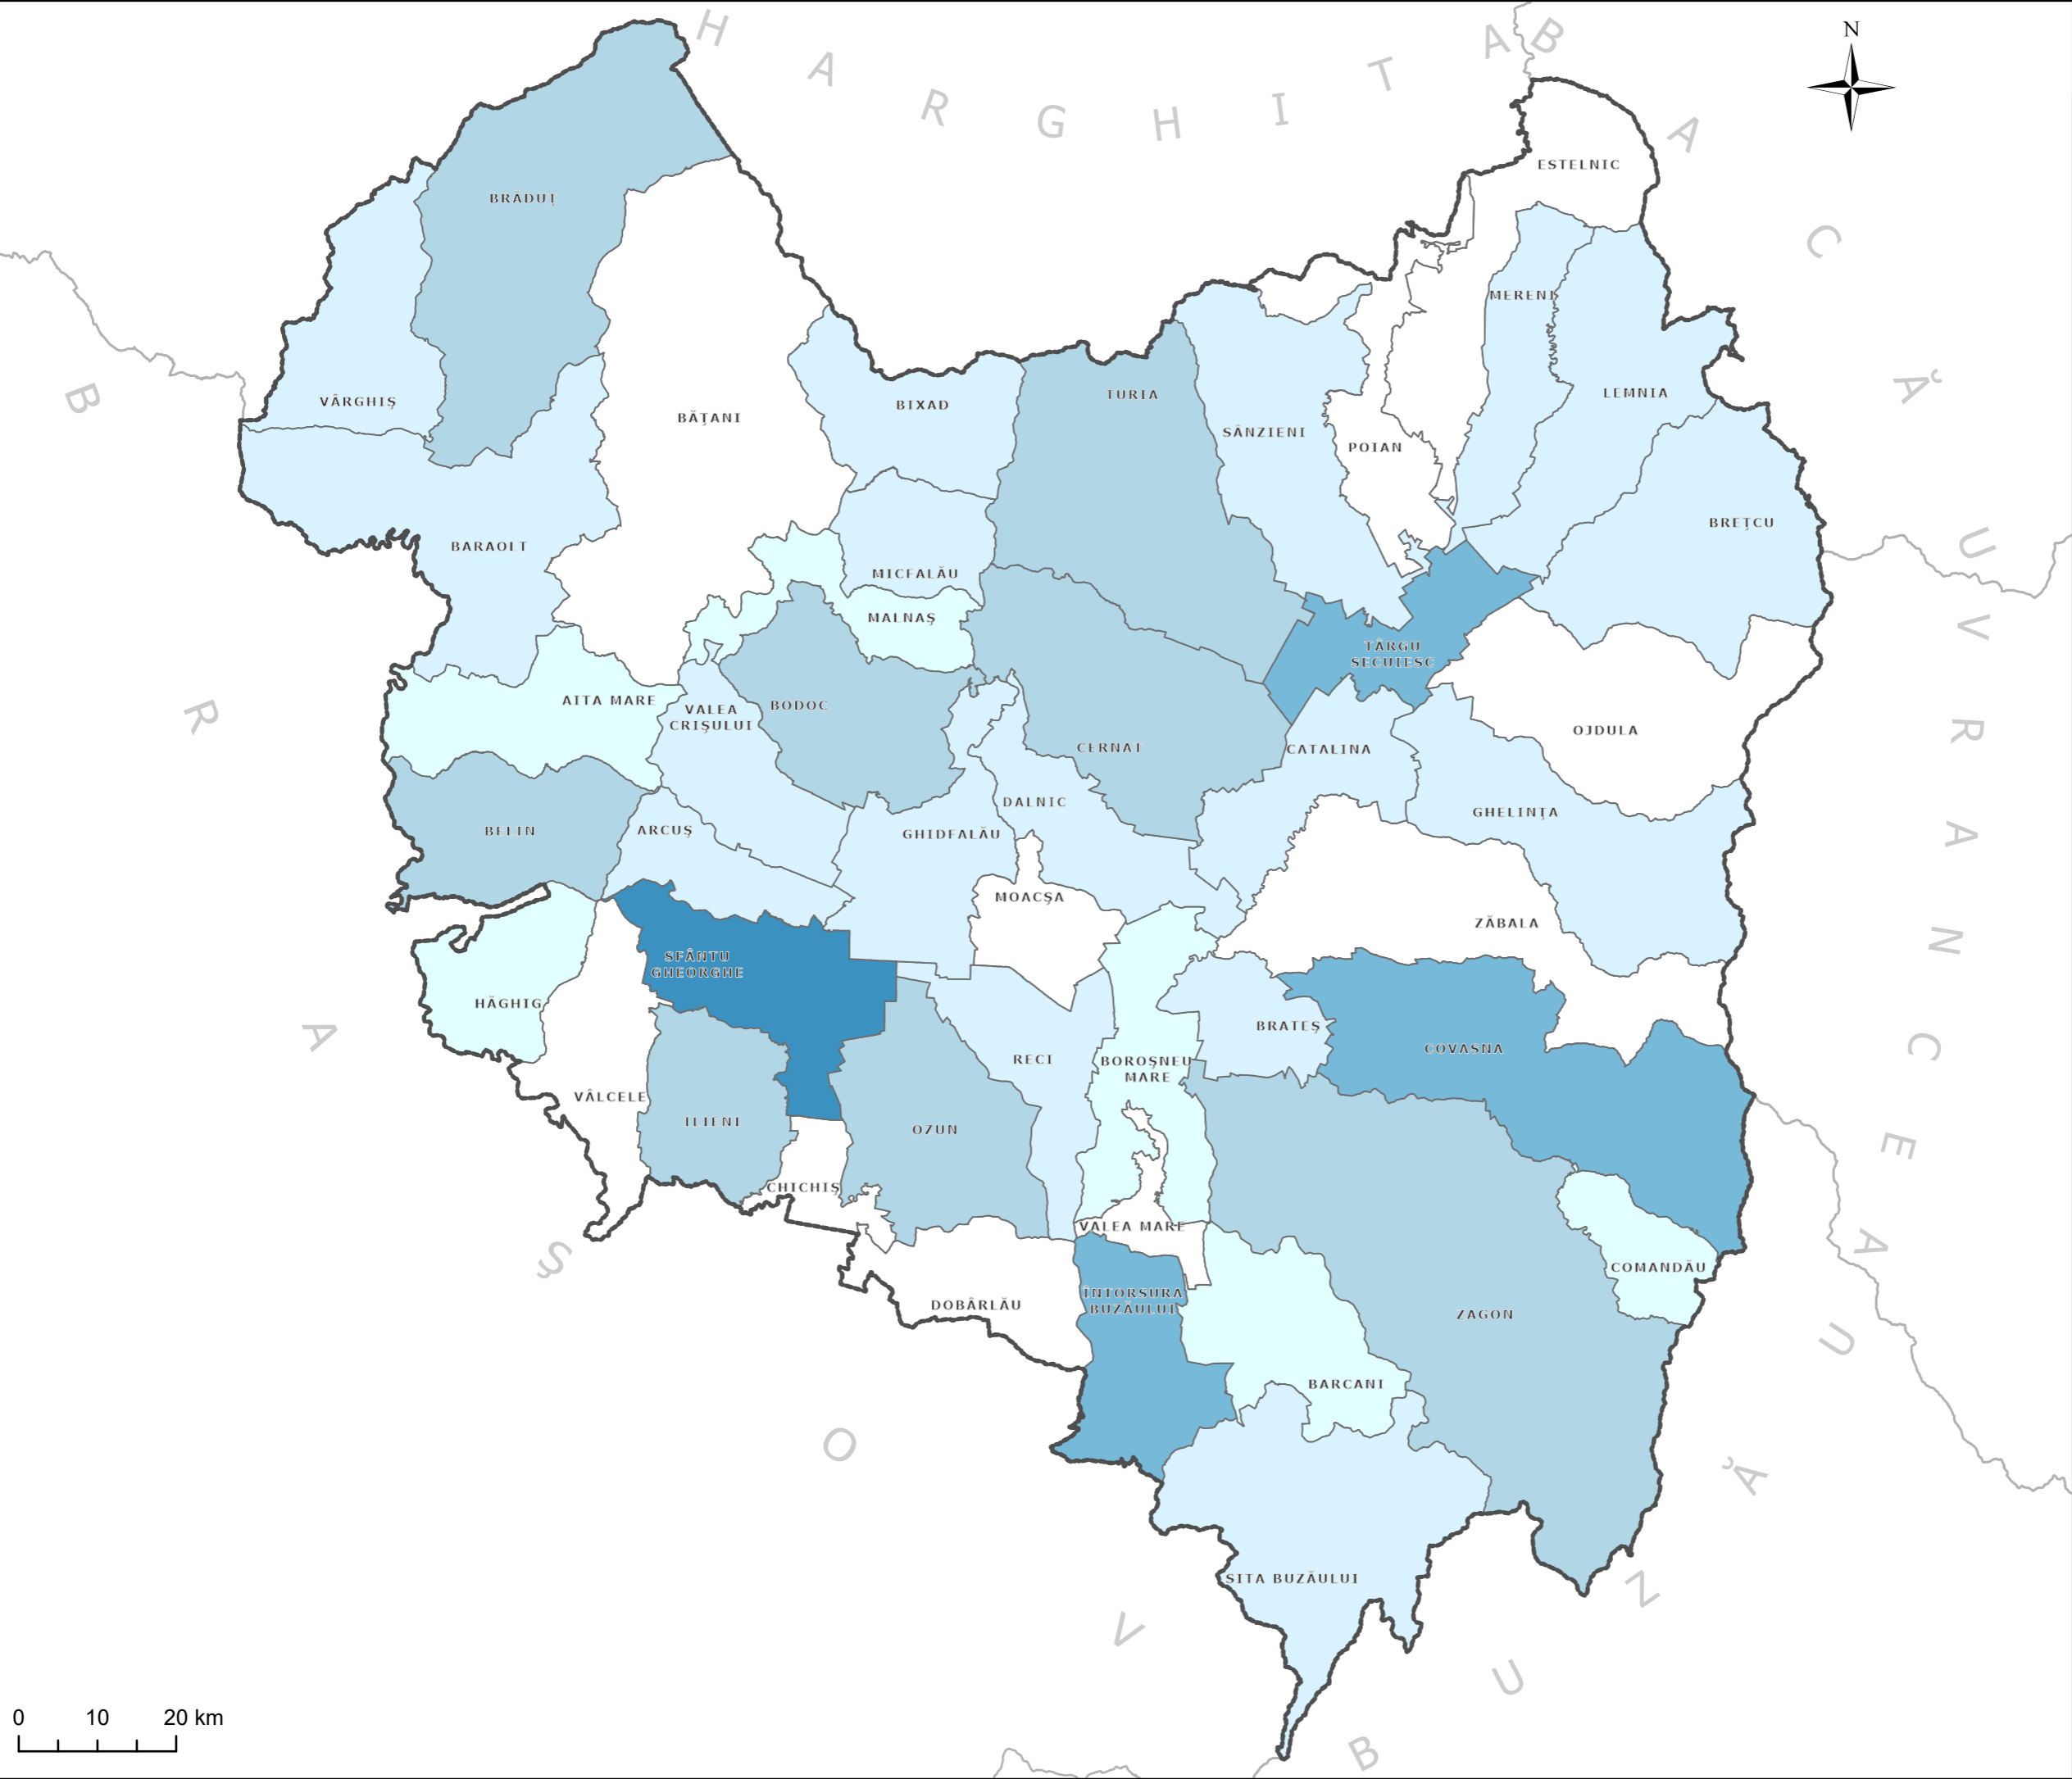 H A R G H I T A
B A C Ă U
N
ESTELNIC
BRĂDUŢ
MERENI
LEMNIA
VÂRGHIŞ
BĂŢANI
BIXAD
TURIA
SÂNZIENI
POIAN
BREŢCU
BARAOLT
MICFALĂU
MALNAŞ
TÂRGU
SECUIESC
AITA MARE
VALEA
CRIŞULUI
BODOC
CERNAT
CATALINA
OJDULA
DALNIC
GHELINŢA
BELIN
ARCUŞ
GHIDFALĂU
MOACŞA
ZĂBALA
SFÂNTU
GHEORGHE
HĂGHIG
BRATEŞ
COVASNA
RECI
BOROŞNEU
MARE
VÂLCELE
ILIENI
OZUN
CHICHIŞ
VALEA MARE
COMANDĂU
ÎNTORSURA
BUZĂULUI
DOBÂRLĂU
ZAGON
BARCANI
SITA BUZĂULUI
V R A N C E A
B R A Ş O V
B U Z Ă U
0 10 20 km